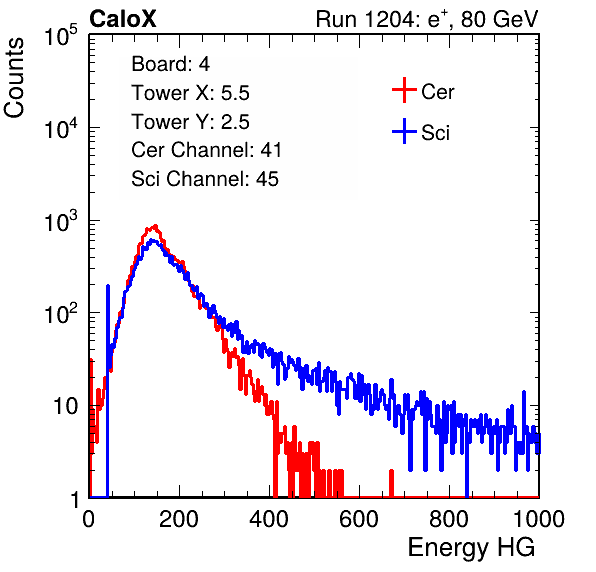 CaloX Run 1204: e⁺, 80 GeV
Counts
10⁵
10⁴
10³
10²
10
1
Board: 4
Tower X: 5.5
Tower Y: 2.5
Cer Channel: 41
Sci Channel: 45
Cer
Sci
0 200 400 600 800 1000
Energy HG